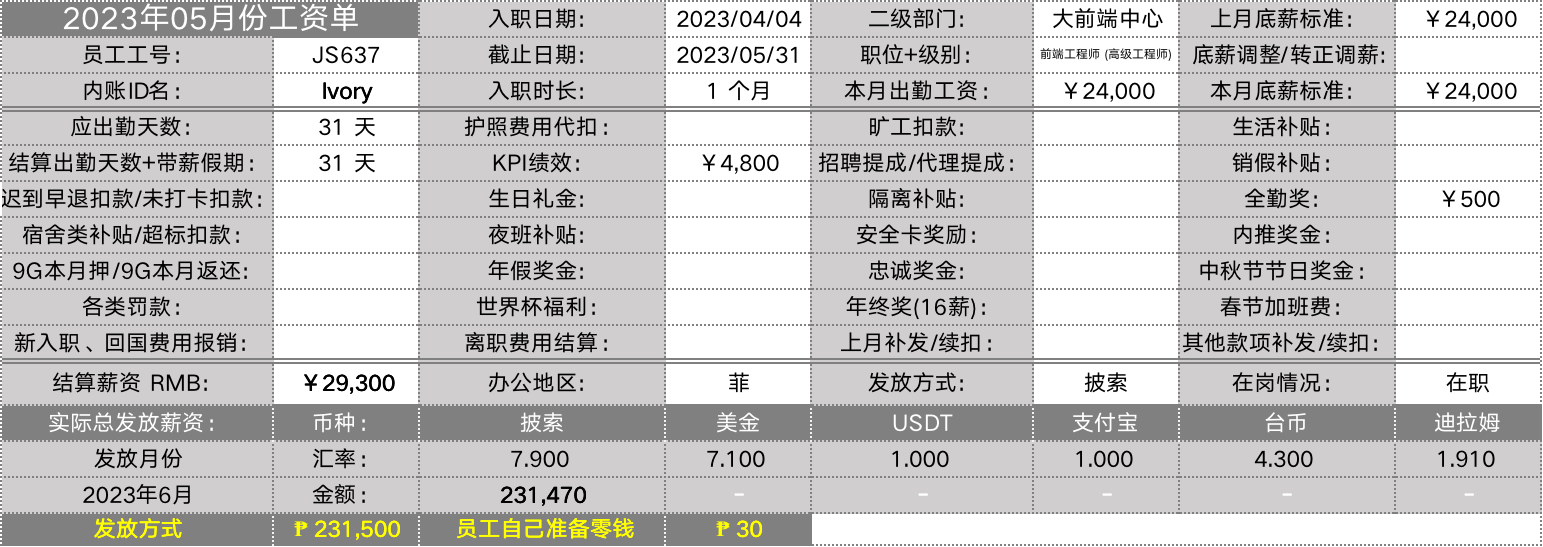 2023年05月份工资单 入职日期: 2023/04/04 二级部门: 大前端中心 上月底薪标准: ￥24,000
员工工号: JS637 截止日期: 2023/05/31 职位+级别: 前端工程师 (高级工程师) 底薪调整/转正调薪:
内账ID名: Ivory 入职时长: 1 个月 本月出勤工资: ￥24,000 本月底薪标准: ￥24,000
应出勤天数: 31 天 护照费用代扣: 旷工扣款: 生活补贴:
结算出勤天数+带薪假期: 31 天 KPI绩效: ￥4,800 招聘提成/代理提成: 销假补贴:
迟到早退扣款/未打卡扣款: 生日礼金: 隔离补贴: 全勤奖: ￥500
宿舍类补贴/超标扣款: 夜班补贴: 安全卡奖励: 内推奖金:
9G本月押/9G本月返还: 年假奖金: 忠诚奖金: 中秋节节日奖金:
各类罚款: 世界杯福利: 年终奖(16薪): 春节加班费:
新入职、回国费用报销: 离职费用结算: 上月补发/续扣: 其他款项补发/续扣:
结算薪资 RMB: ￥29,300 办公地区: 菲 发放方式: 披索 在岗情况: 在职
实际总发放薪资: 币种: 披索 美金 USDT 支付宝 台币 迪拉姆
发放月份 汇率: 7.900 7.100 1.000 1.000 4.300 1.910
2023年6月 金额: 231,470 – – – – –
发放方式 ₱ 231,500 员工自己准备零钱 ₱ 30